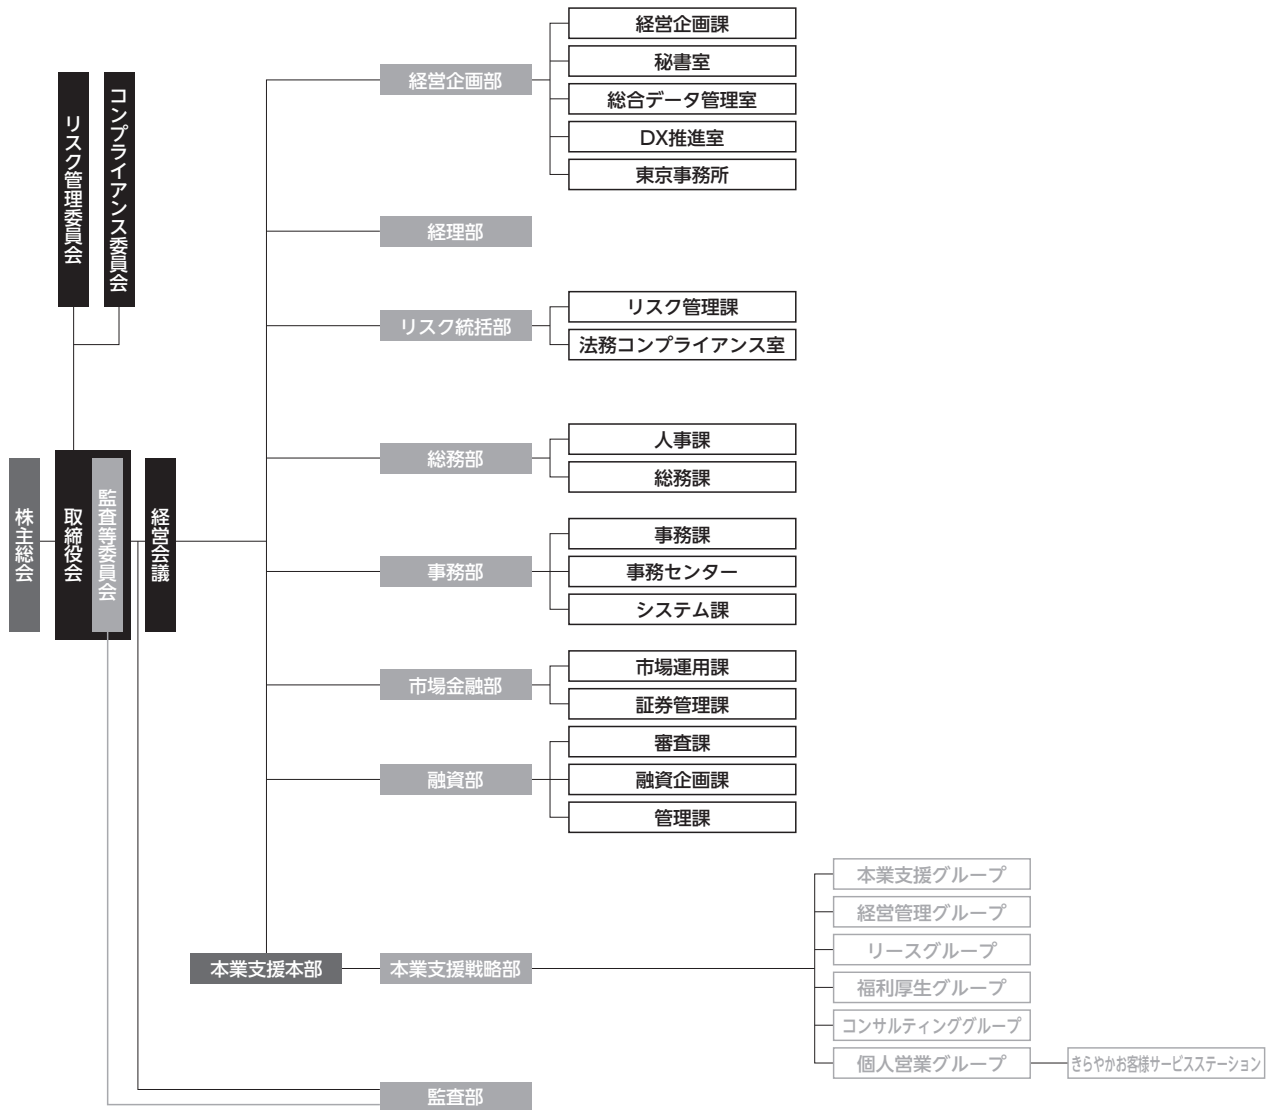 リスク管理委員会
コンプライアンス委員会
株主総会
取締役会
監査等委員会
経営会議
経営企画部
経営企画課
秘書室
総合データ管理室
DX推進室
東京事務所
経理部
リスク統括部
リスク管理課
法務コンプライアンス室
総務部
人事課
総務課
事務部
事務課
事務センター
システム課
市場金融部
市場運用課
証券管理課
融資部
審査課
融資企画課
管理課
本業支援本部
本業支援戦略部
本業支援グループ
経営管理グループ
リースグループ
福利厚生グループ
コンサルティンググループ
個人営業グループ
きらやかお客様サービスステーション
監査部